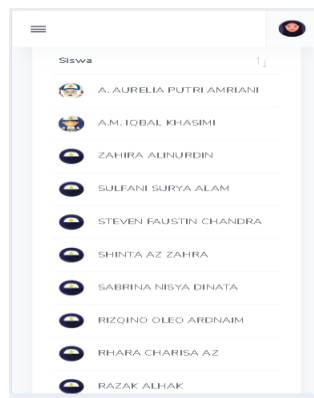 Siswa
A. AURELIA PUTRI AMRIANI
A.M. IQBAL KHASIMI
ZAHIRA ALINURDIN
SULFANI SURYA ALAM
STEVEN FAUSTIN CHANDRA
SHINTA AZ ZAHRA
SABRINA NISYA DINATA
RIZQINO OLEO ARDNAIM
RHARA CHARISA AZ
RAZAK ALHAK